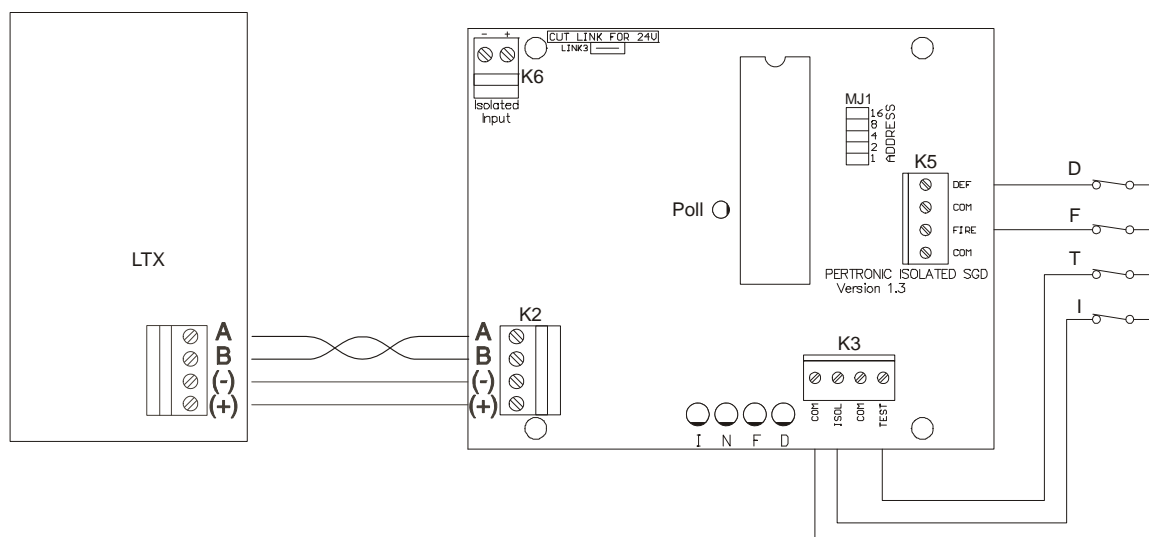 LTX
A
B
(-)
(+)
A
B
(-)
(+)
K2
- +
K6
Isolated
Input
CUT LINK FOR 24V
LINK3
MJ1
16
8
4
2
1
ADDRESS
K5
DEF
COM
FIRE
COM
Poll
PERTRONIC ISOLATED SGD
Version 1.3
K3
COM
ISOL
COM
TEST
I N F D
D
F
T
I